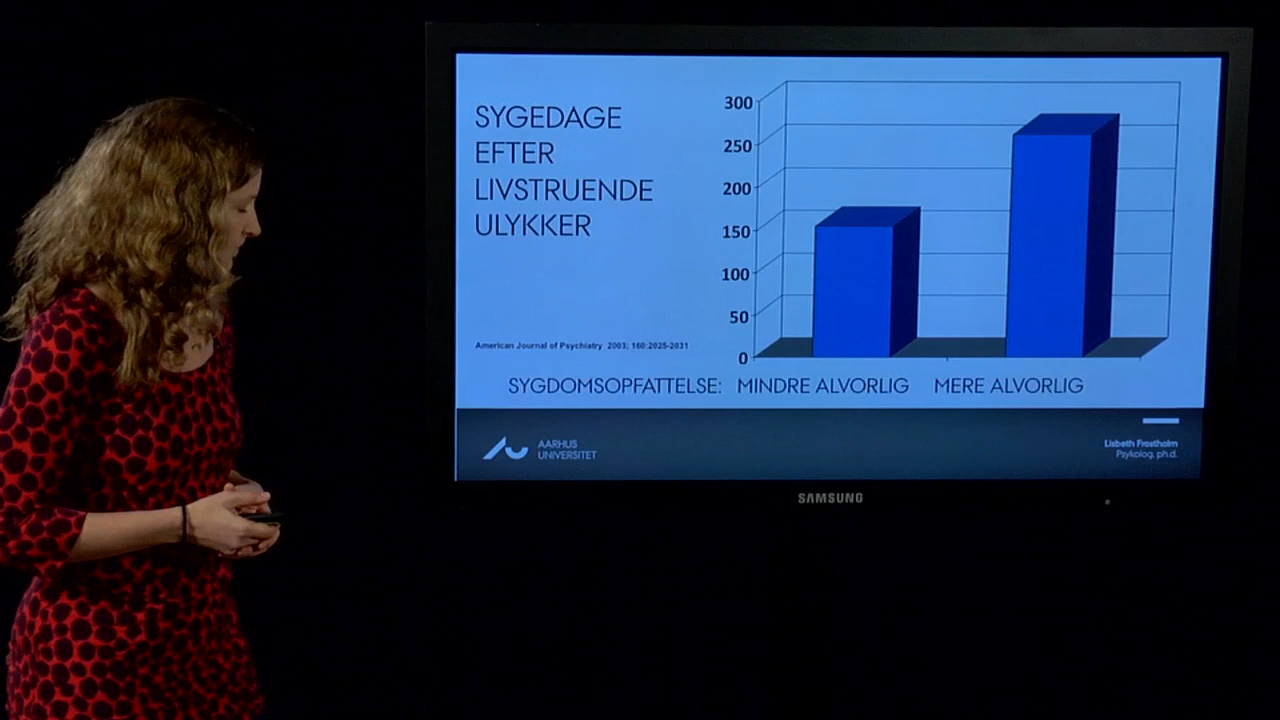 SYGEDAGE
EFTER
LIVSTRUENDE
ULYKKER
300
250
200
150
100
50
0
American Journal of Psychiatry 2003; 160:2025-2031
SYGDOMSOPFATTELSE: MINDRE ALVORLIG MERE ALVORLIG
AARHUS
UNIVERSITET
Lisbeth Frostholm
Psykolog, ph.d.
SAMSUNG